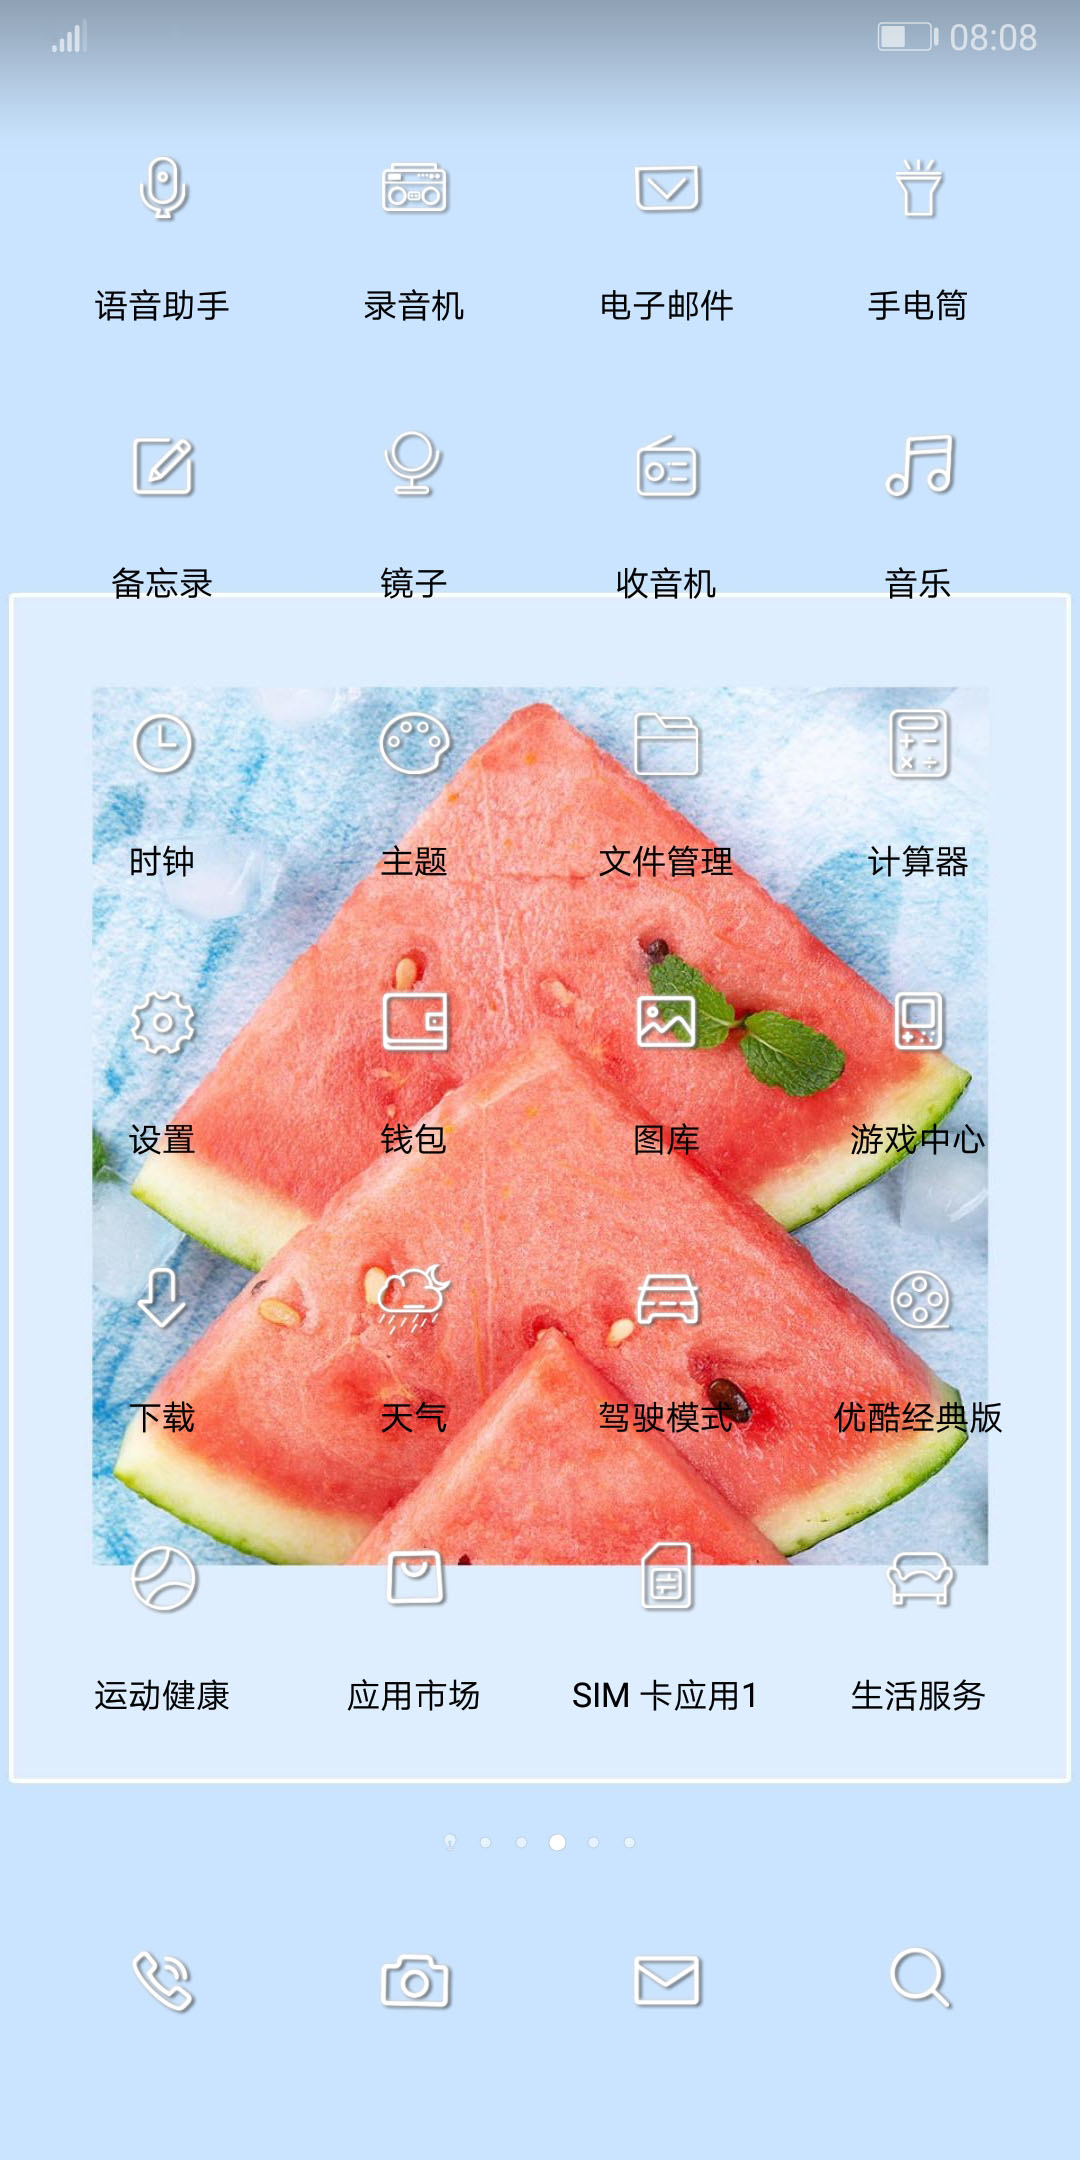 08:08
语音助手 录音机 电子邮件 手电筒
备忘录 镜子 收音机 音乐
时钟 主题 文件管理 计算器
设置 钱包 图库 游戏中心
下载 天气 驾驶模式 优酷经典版
运动健康 应用市场 SIM 卡应用1 生活服务